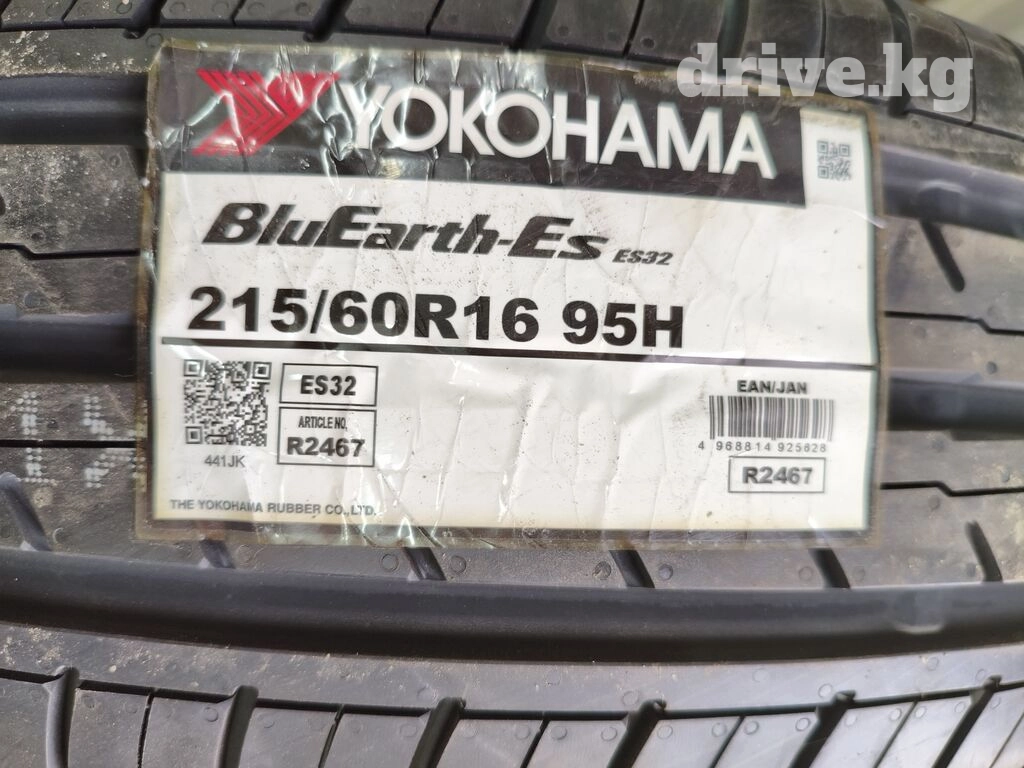 drive.kg
YOKOHAMA
BluEarth-Es ES32
215/60R16 95H
ES32
ARTICLE NO.
R2467
441JK
THE YOKOHAMA RUBBER CO.,LTD.
EAN/JAN
4 968814 925628
R2467